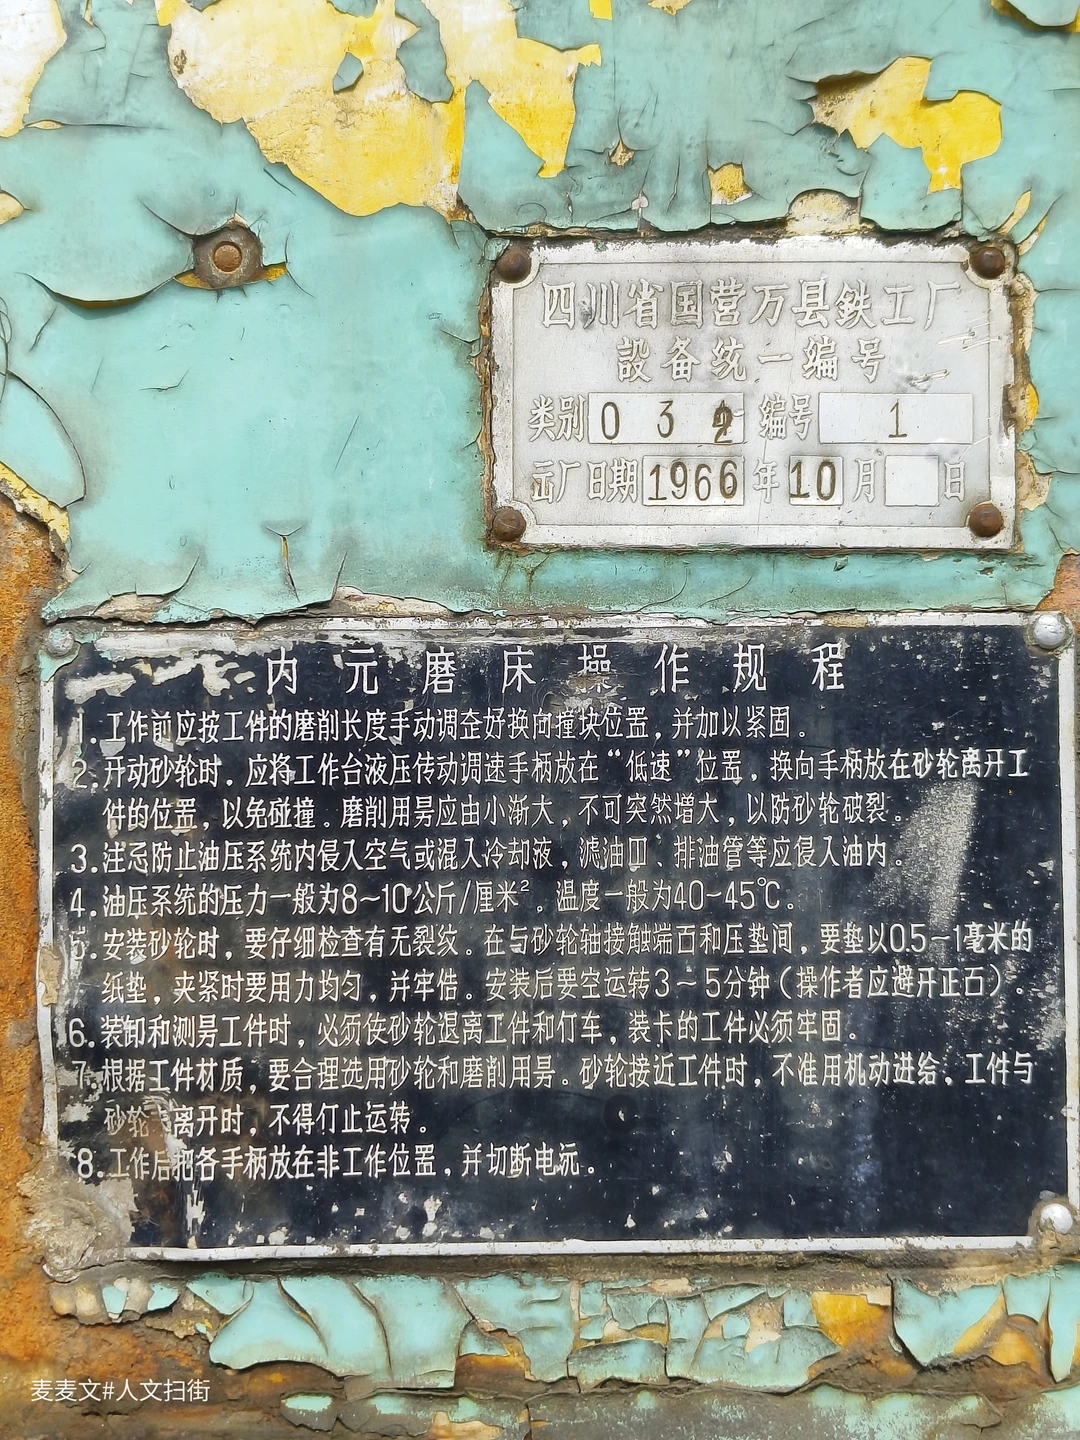 四川省国营万县鉄工厂
設备统一编号
类别 0 3 2 编号 1
厷厂日期 1966 年 10 月 日
内元磨床操作规程
1. 工作前应按工件的磨削长度手动调歪好换向撞块位置，并加以紧固。
2. 开动砂轮时．应将工作台液压传动调速手柄放在“低速”位置，换向手柄放在砂轮离开工
件的位置，以免碰撞。磨削用昙应由小渐大，不可突然增大，以防砂轮破裂。
3. 注忌防止油压系统内侵入空气或混入冷却液，滤油口、排油管等应侵入油内。
4. 油压系统的压力一般为8~10公斤/厘米²。温度一般为40-45℃。
5. 安装砂轮时，要仔细检查有无裂纹。在与砂轮轴接触端百和压垫间，要垫以0.5-1毫米的
纸垫，夹紧时要用力均匀，并牢俈。安装后要空运转3~5分钟（操作者应避开正石）。
6. 装卸和测昙工件时，必须伩砂轮退离工件和仃车，装卡的工件必须牢固。
7. 根据工件材质，要合理选用砂轮和磨削用昙。砂轮接近工件时，不准用机动进给．工件与
砂轮 离开时，不得仃止运转。
8. 工作后把各手柄放在非工作位置，并切断电沅。
麦麦文#人文扫街